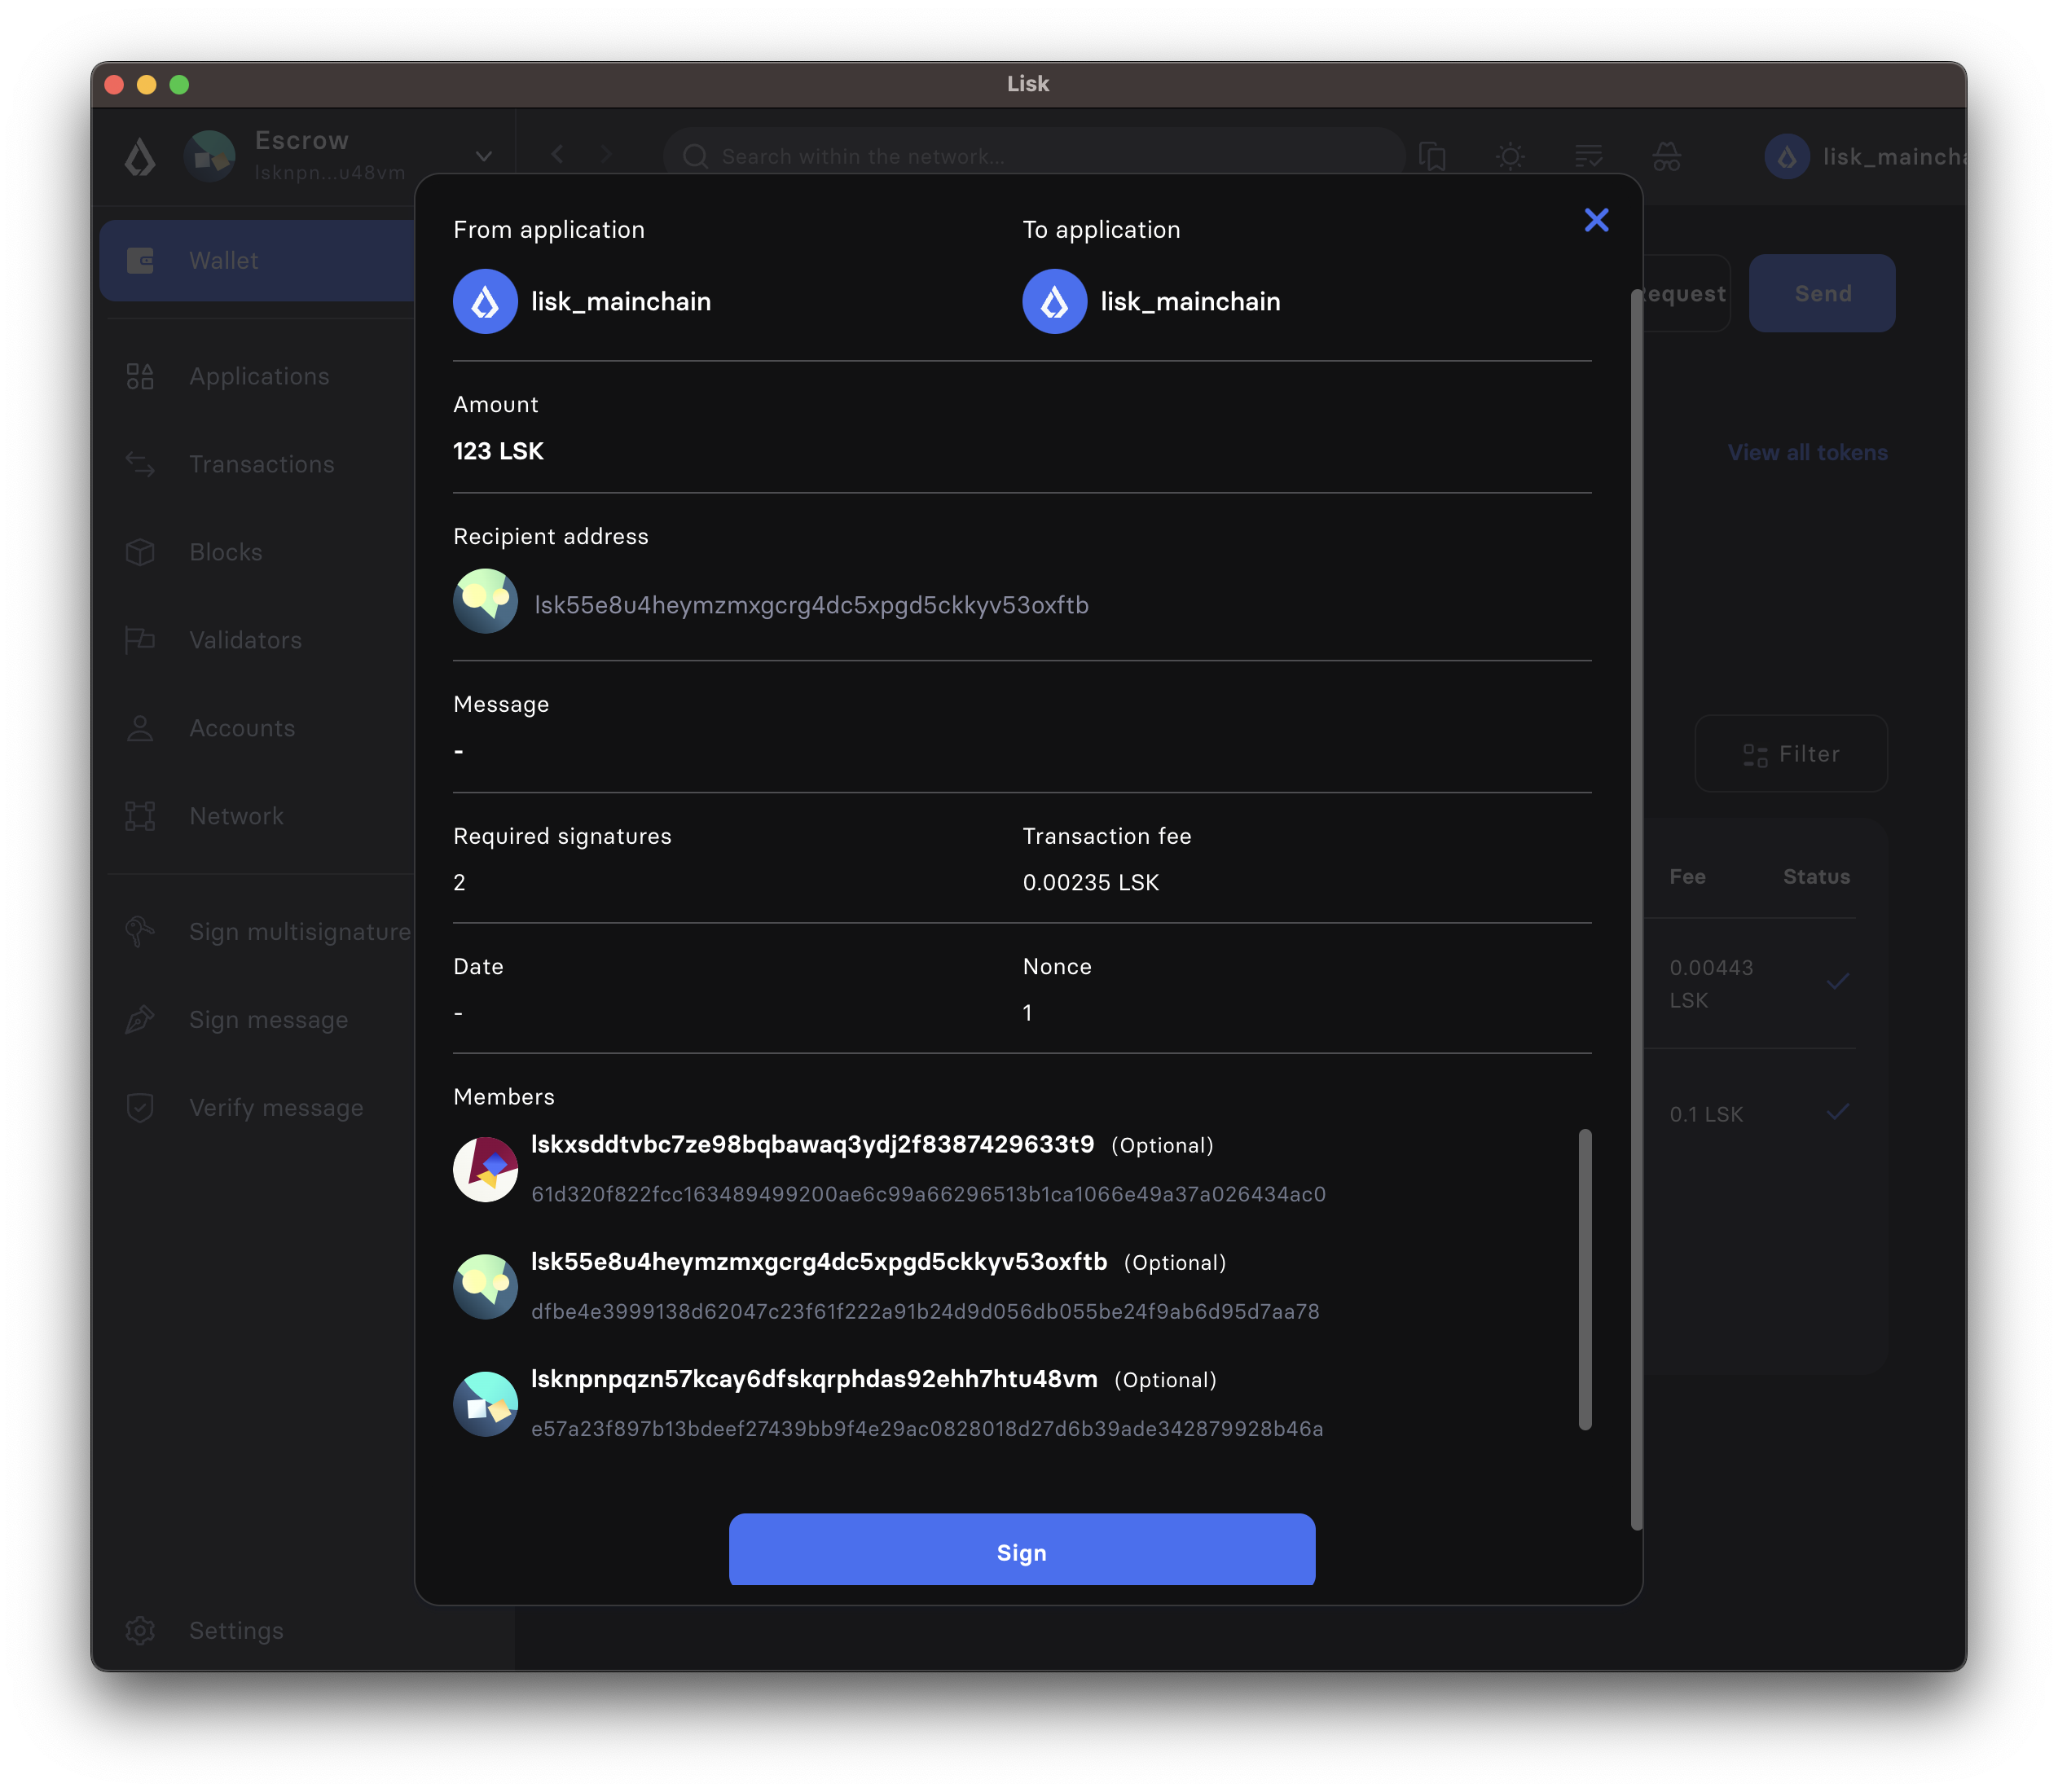 Lisk
Escrow
lsknpn...u48vm
Search within the network...
Wallet
Applications
Transactions
Blocks
Validators
Accounts
Network
Sign multisignature
Sign message
Verify message
Settings
From application
To application
lisk_mainchain
lisk_mainchain
Amount
123 LSK
Recipient address
lsk55e8u4heymzmxgcrg4dc5xpgd5ckkyv53oxftb
Message
-
Required signatures
Transaction fee
2
0.00235 LSK
Date
Nonce
-
1
Members
lskxsddtvbc7ze98bqbawaq3ydj2f8387429633t9 (Optional)
61d320f822fcc163489499200ae6c99a66296513b1ca1066e49a37a026434ac0
lsk55e8u4heymzmxgcrg4dc5xpgd5ckkyv53oxftb (Optional)
dfbe4e3999138d62047c23f61f222a91b24d9d056db055be24f9ab6d95d7aa78
lsknpnpqzn57kcay6dfskqrphdas92ehh7htu48vm (Optional)
e57a23f897b13bdeef27439bb9f4e29ac0828018d27d6b39ade342879928b46a
Sign
lisk_maincha
equest
Send
View all tokens
Filter
Fee
Status
0.00443
LSK
0.1 LSK